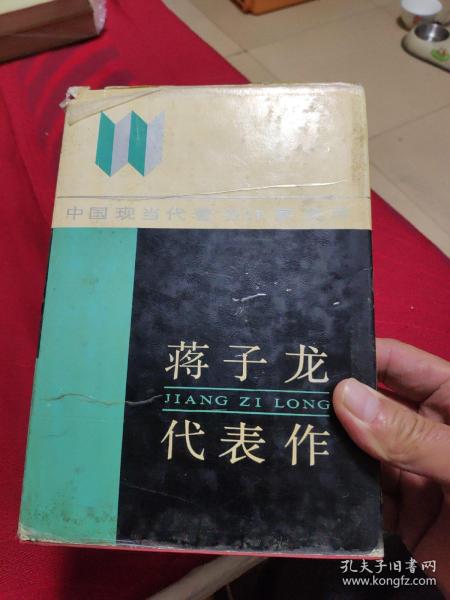 中国现当代著名作家文库
蒋子龙
JIANG ZI LONG
代表作
孔夫子旧书网
www.kongfz.com